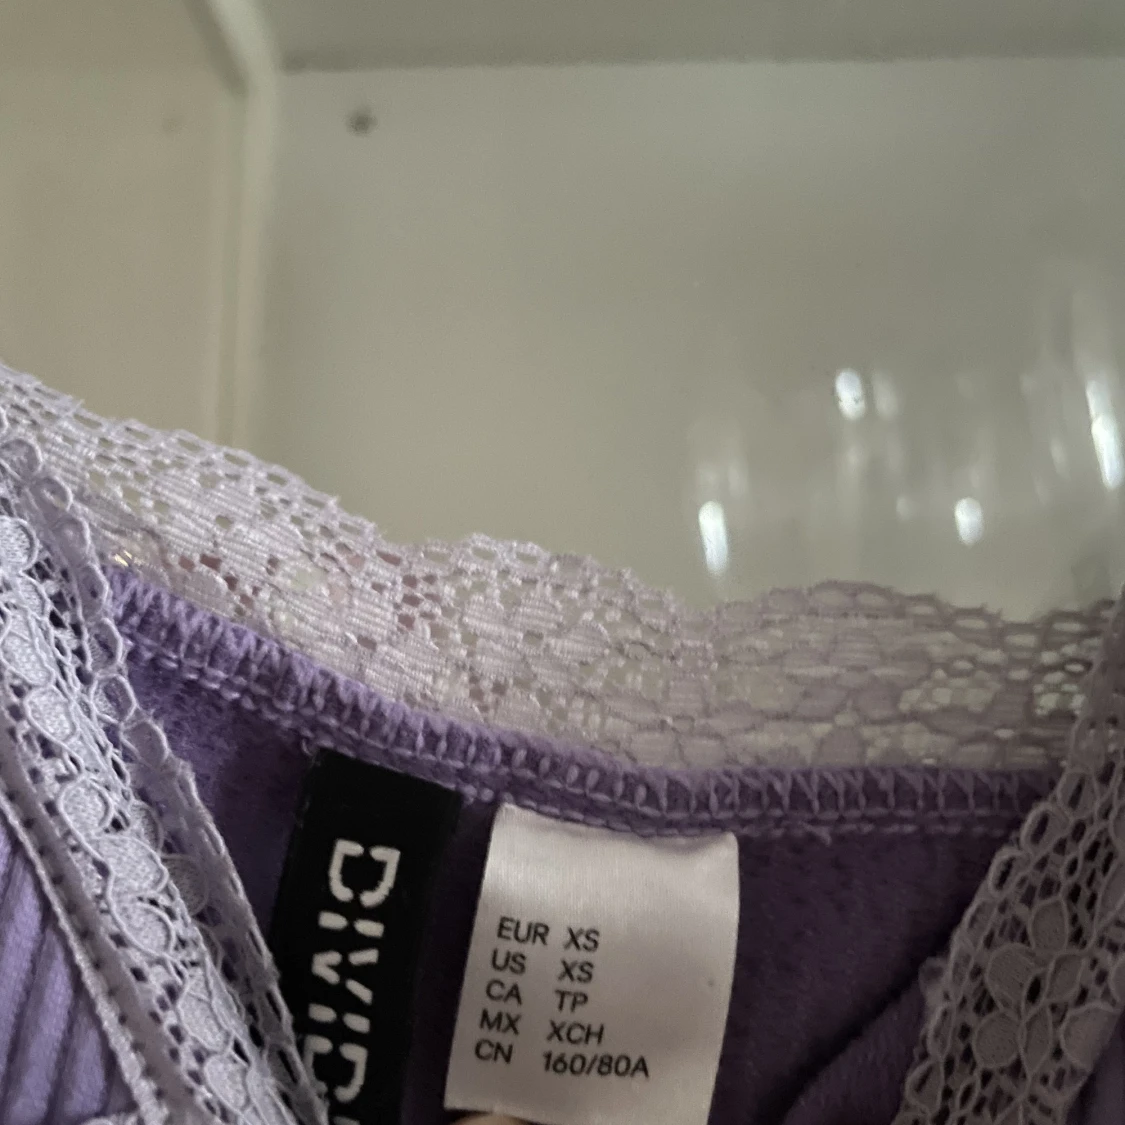 EUR XS
US XS
CA TP
MX XCH
CN 160/80A